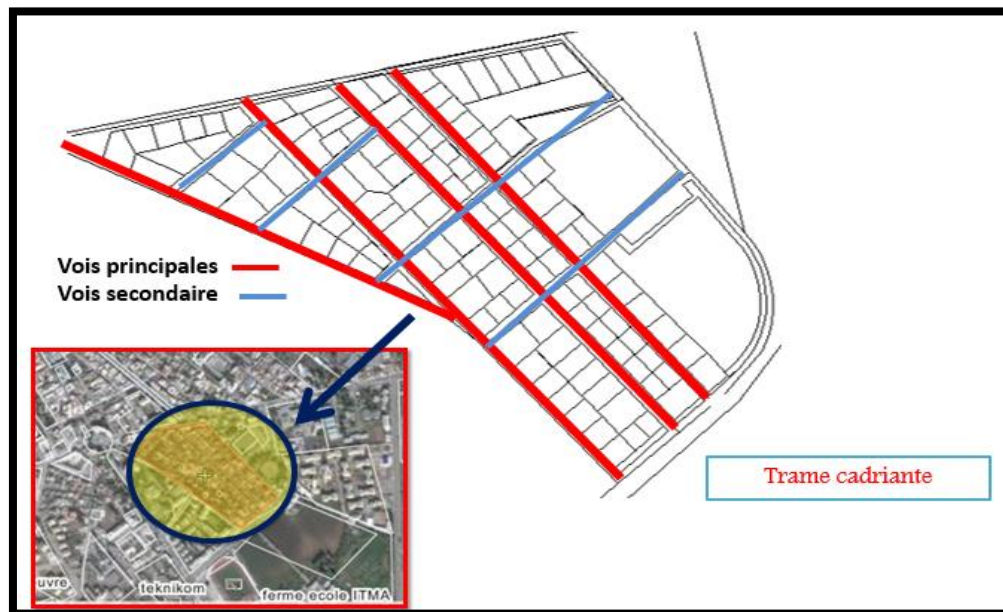 Vois principales
Vois secondaire
Trame cadriante
uvre
teknikom
ferme ecole ITMA